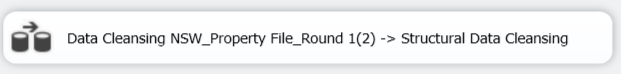 Data Cleansing NSW_Property File_Round 1(2) -> Structural Data Cleansing